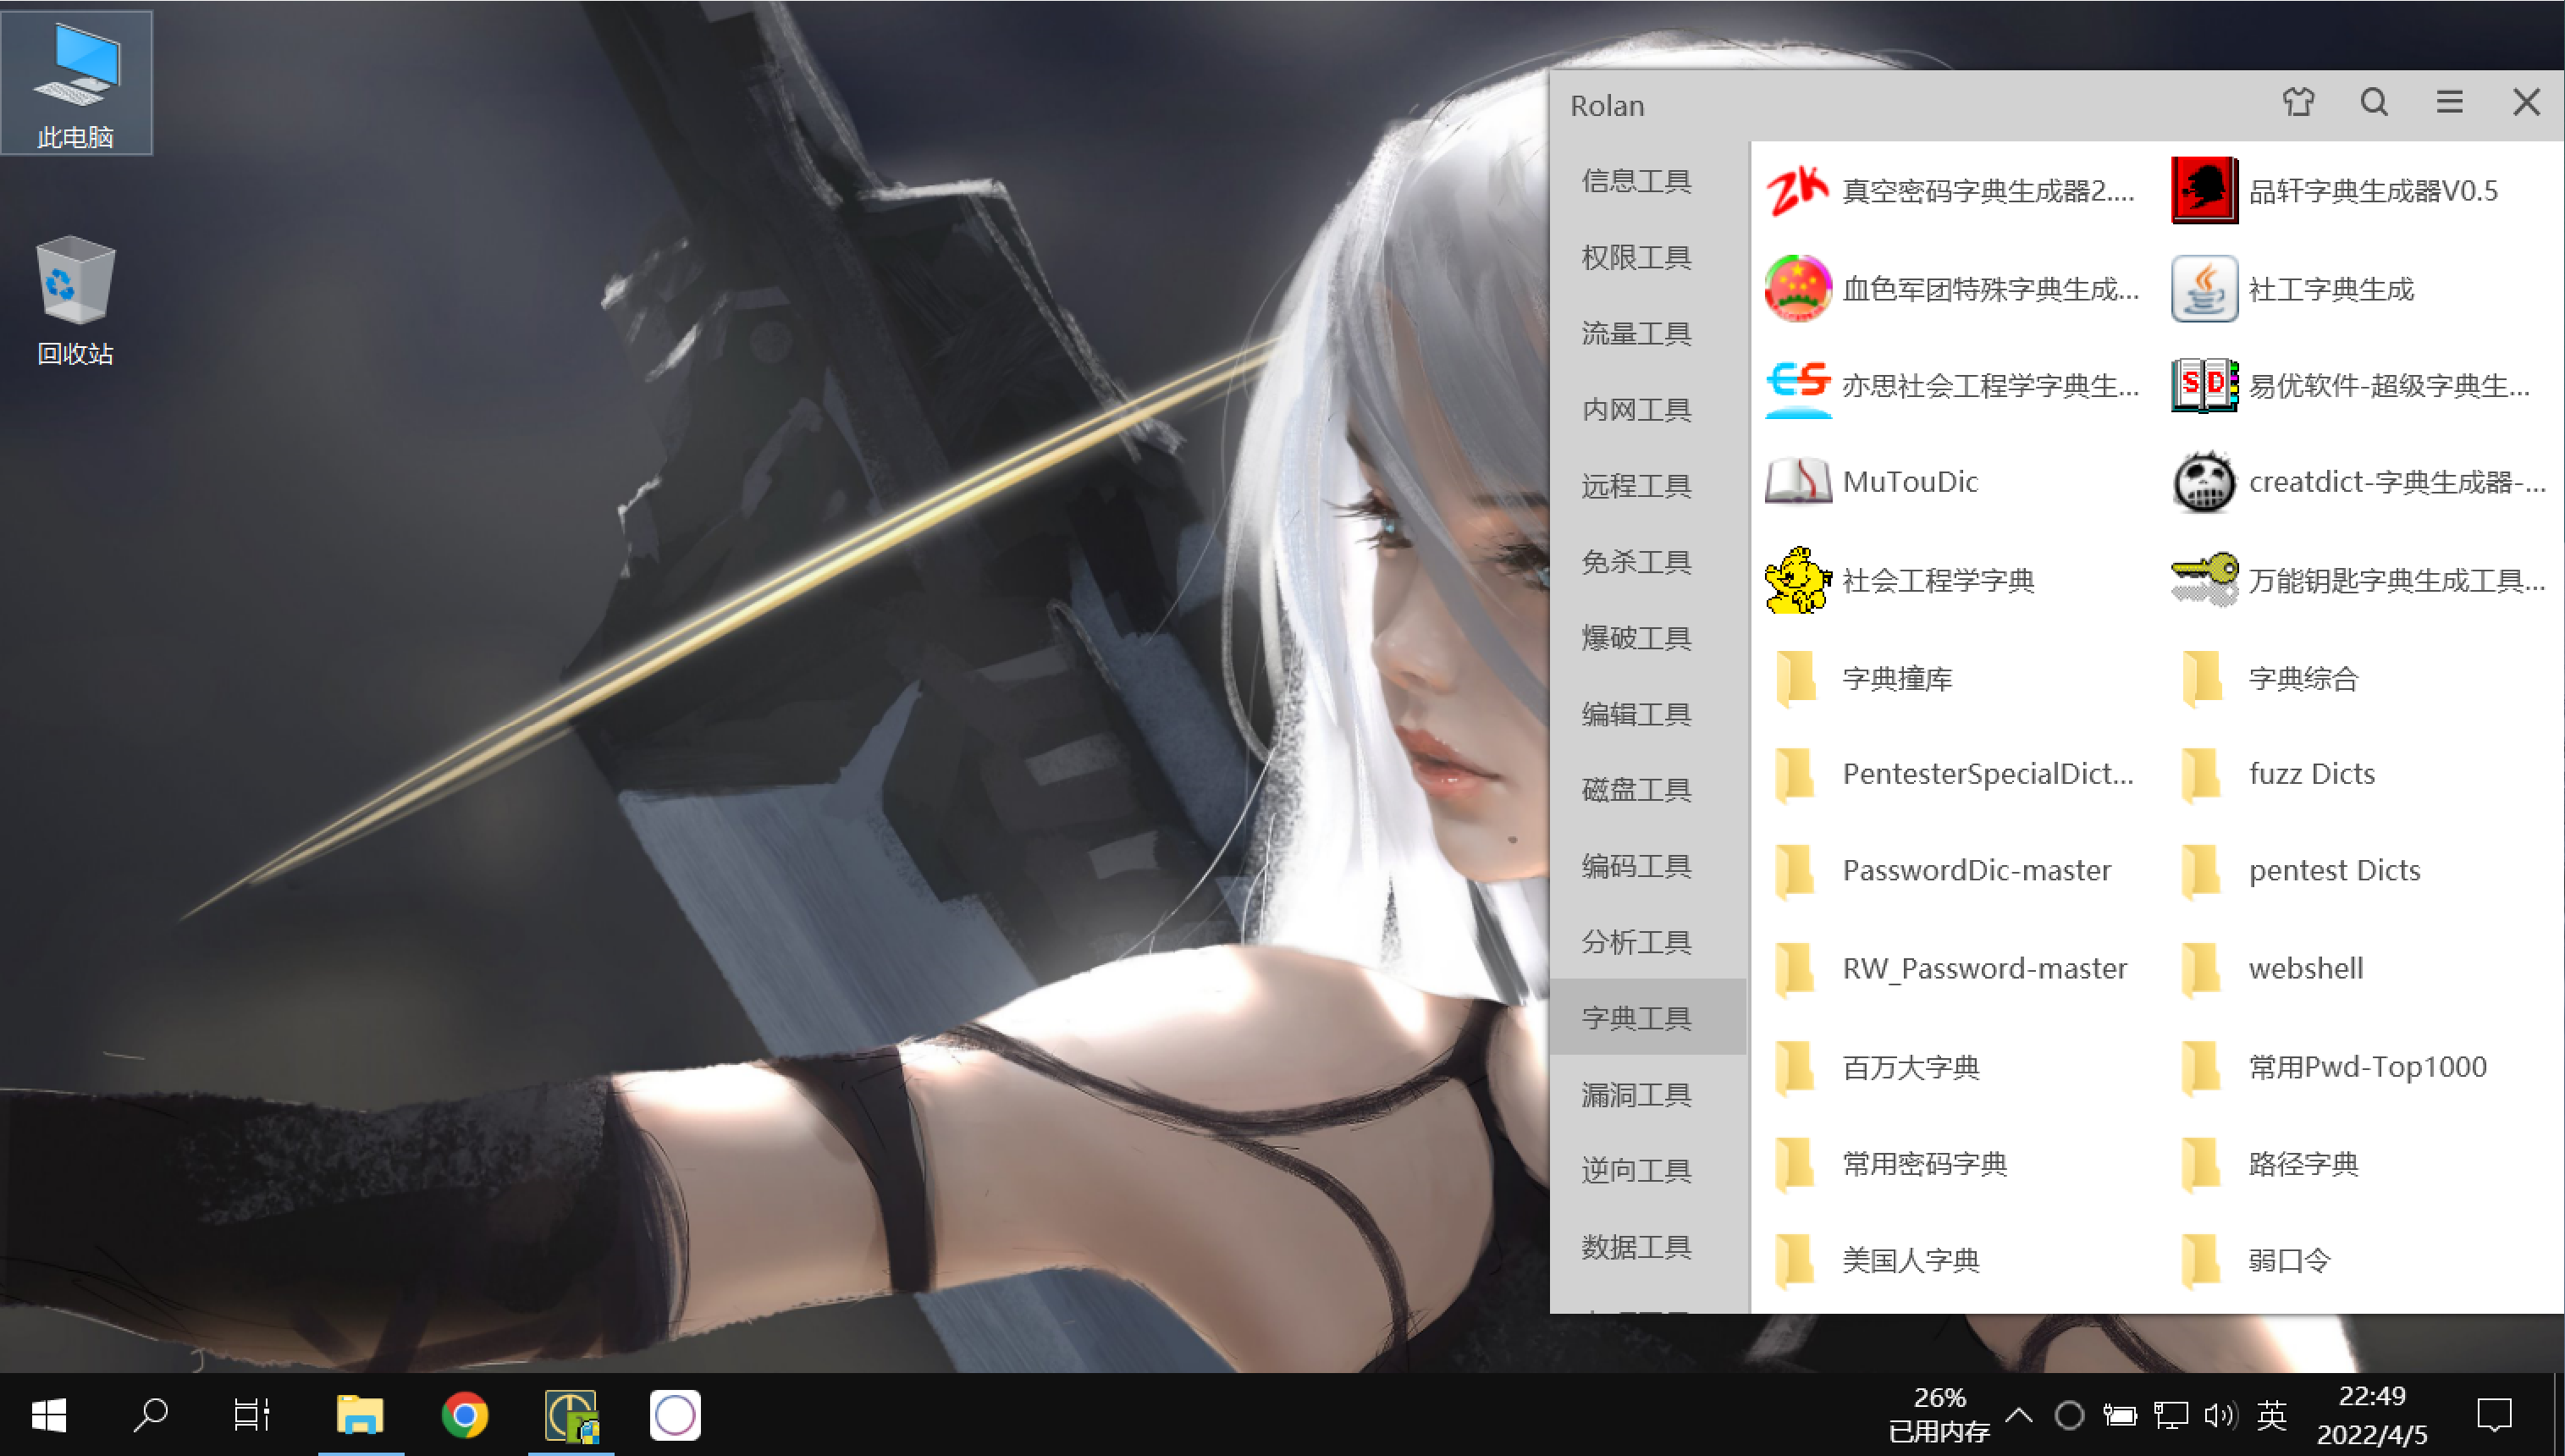 此电脑
回收站
Rolan
信息工具
权限工具
流量工具
内网工具
远程工具
免杀工具
爆破工具
编辑工具
磁盘工具
编码工具
分析工具
字典工具
漏洞工具
逆向工具
数据工具
真空密码字典生成器2....
品轩字典生成器V0.5
血色军团特殊字典生成...
社工字典生成
亦思社会工程学字典生...
易优软件-超级字典生...
MuTouDic
creatdict-字典生成器-...
社会工程学字典
万能钥匙字典生成工具...
字典撞库
字典综合
PentesterSpecialDict...
fuzz Dicts
PasswordDic-master
pentest Dicts
RW_Password-master
webshell
百万大字典
常用Pwd-Top1000
常用密码字典
路径字典
美国人字典
弱口令
26%
已用内存
英
22:49
2022/4/5